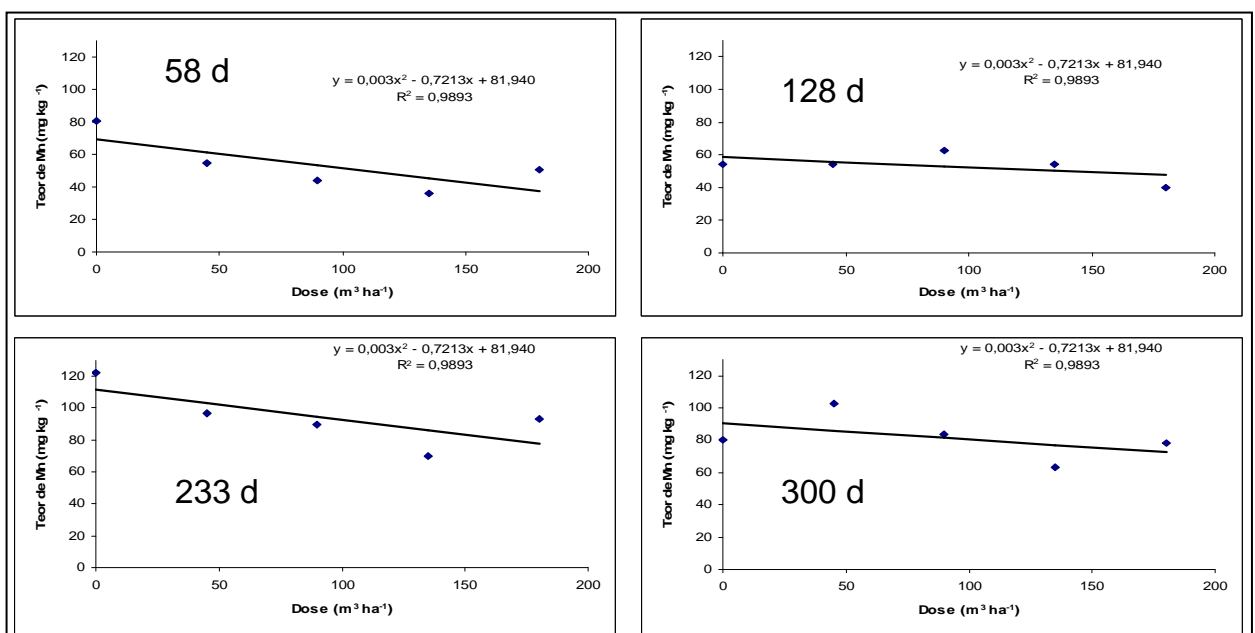 58 d
y = 0,003x² - 0,7213x + 81,940
R² = 0,9893
Teor de Mn (mg kg⁻¹)
120
100
80
60
40
20
0
0 50 100 150 200
Dose (m³ ha⁻¹)
128 d
y = 0,003x² - 0,7213x + 81,940
R² = 0,9893
Teor de Mn (mg kg⁻¹)
120
100
80
60
40
20
0
0 50 100 150 200
Dose (m³ ha⁻¹)
y = 0,003x² - 0,7213x + 81,940
R² = 0,9893
233 d
Teor de Mn (mg kg⁻¹)
120
100
80
60
40
20
0
0 50 100 150 200
Dose (m³ ha⁻¹)
y = 0,003x² - 0,7213x + 81,940
R² = 0,9893
300 d
Teor de Mn (mg kg⁻¹)
120
100
80
60
40
20
0
0 50 100 150 200
Dose (m³ ha⁻¹)